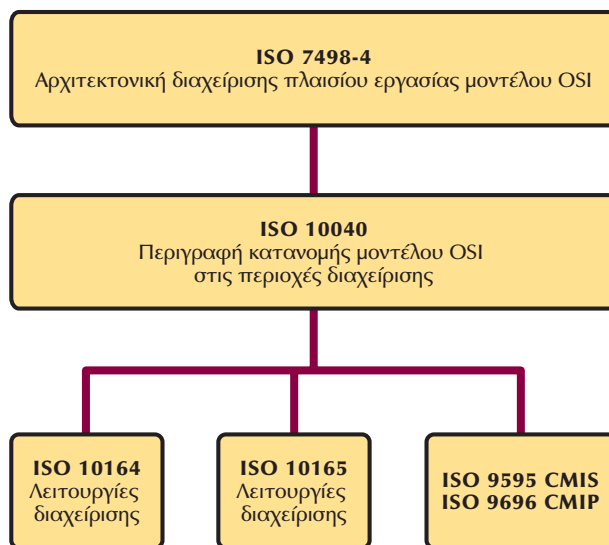 ISO 7498-4
Αρχιτεκτονική διαχείρισης πλαισίου εργασίας μοντέλου OSI
ISO 10040
Περιγραφή κατανομής μοντέλου OSI
στις περιοχές διαχείρισης
ISO 10164
Λειτουργίες
διαχείρισης
ISO 10165
Λειτουργίες
διαχείρισης
ISO 9595 CMIS
ISO 9696 CMIP